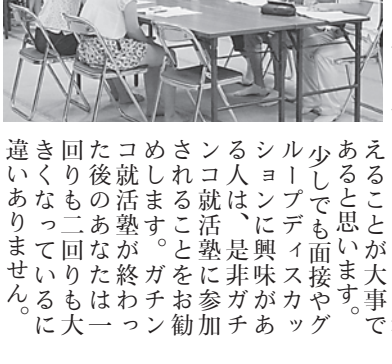 えることが大事で
あると思います。
少しでも面接やグ
ループディスカッ
ションに興味があ
る人は、是非ガチ
ンコ就活塾に参加
されることをお勧
めします。ガチン
コ就活塾が終わっ
た後のあなたは一
回りも二回りも大
きくなっているに
違いありません。